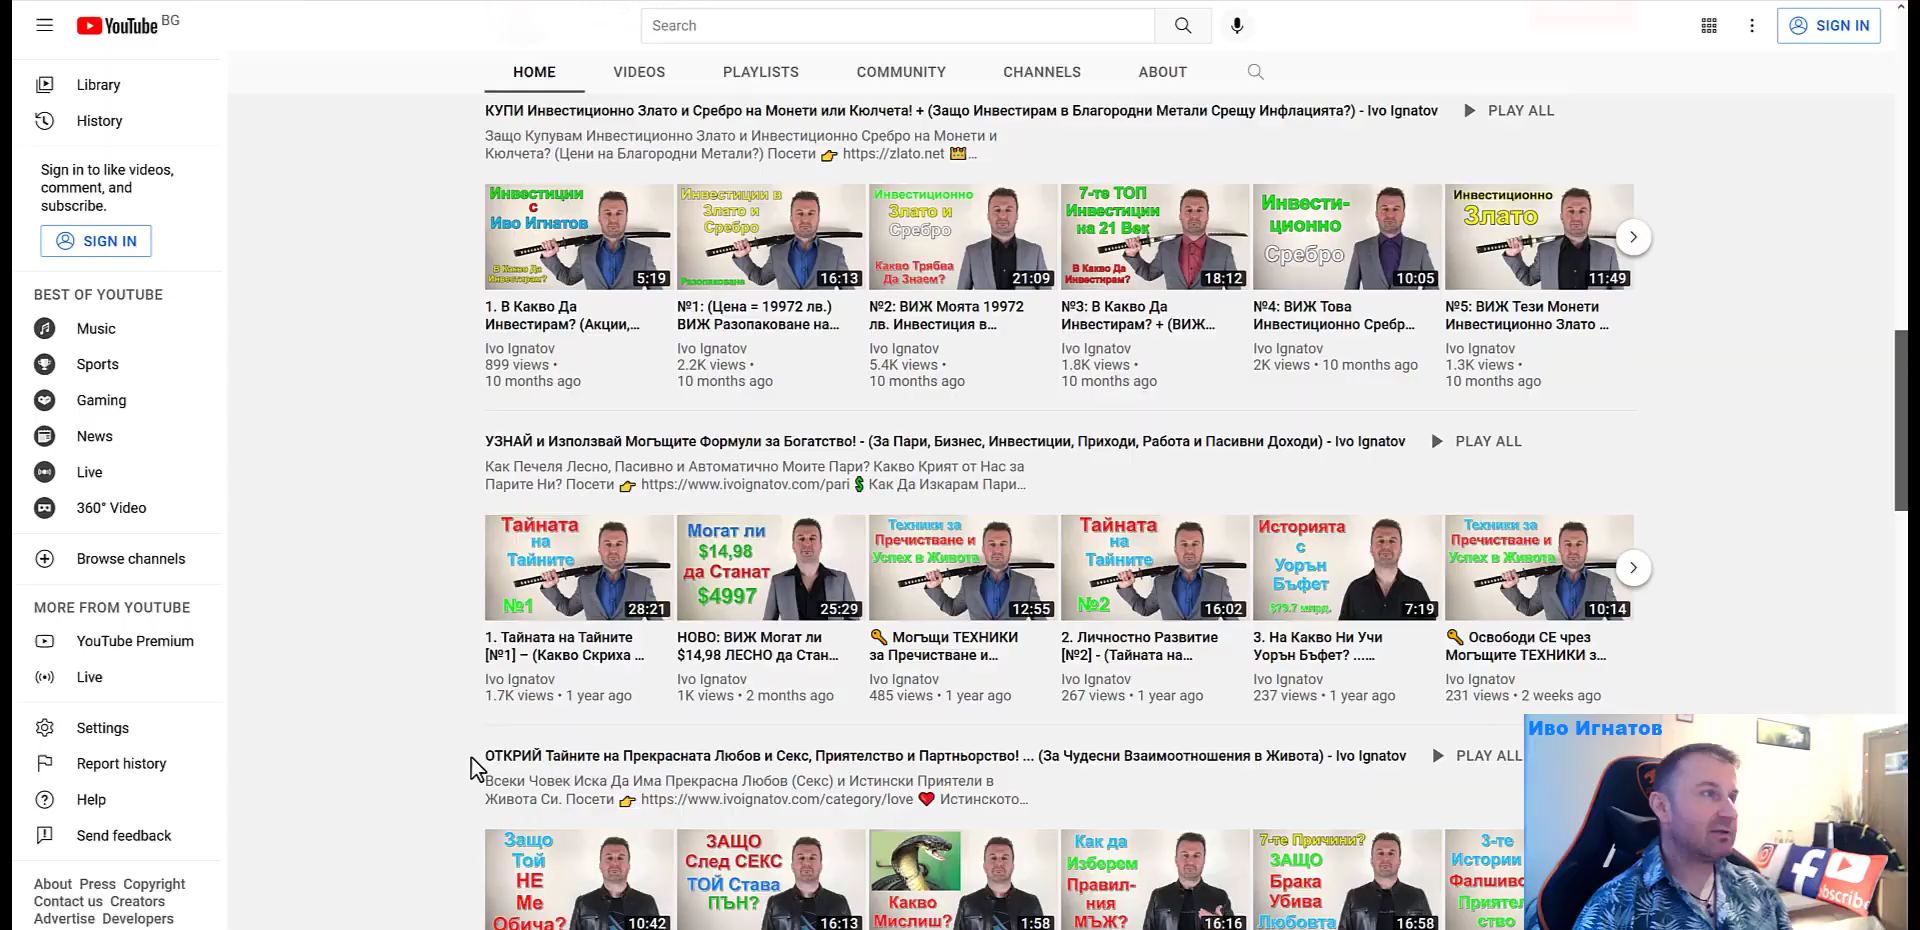 YouTube BG
Search
SIGN IN
HOME
VIDEOS
PLAYLISTS
COMMUNITY
CHANNELS
ABOUT
Library
History
Sign in to like videos,
comment, and
subscribe.
SIGN IN
BEST OF YOUTUBE
Music
Sports
Gaming
News
Live
360° Video
Browse channels
MORE FROM YOUTUBE
YouTube Premium
Live
Settings
Report history
Help
Send feedback
About Press Copyright
Contact us Creators
Advertise Developers
КУПИ Инвестиционно Злато и Сребро на Монети или Кюлчета! + (Защо Инвестирам в Благородни Метали Срещу Инфлацията?) - Ivo Ignatov
PLAY ALL
Защо Купувам Инвестиционно Злато и Инвестиционно Сребро на Монети и
Кюлчета? (Цени на Благородни Метали?) Посети 👉 https://zlato.net 👑...
Инвестиции
с
Иво Игнатов
В Какво Да
Инвестирам?
5:19
Инвестиции в
Злато и
Сребро
Разопаковане
16:13
Инвестиционно
Злато и
Сребро
Какво Трябва
Да Знаем?
21:09
7-те ТОП
Инвестиции
на 21 Век
В Какво Да
Инвестирам?
18:12
Инвести-
ционно
Сребро
10:05
Инвестиционно
Злато
11:49
1. В Какво Да
Инвестирам? (Акции,...
Ivo Ignatov
899 views •
10 months ago
№1: (Цена = 19972 лв.)
ВИЖ Разопаковане на...
Ivo Ignatov
2.2K views •
10 months ago
№2: ВИЖ Моята 19972
лв. Инвестиция в...
Ivo Ignatov
5.4K views •
10 months ago
№3: В Какво Да
Инвестирам? + (ВИЖ...
Ivo Ignatov
1.8K views •
10 months ago
№4: ВИЖ Това
Инвестиционно Сребр...
Ivo Ignatov
2K views • 10 months ago
№5: ВИЖ Тези Монети
Инвестиционно Злато ...
Ivo Ignatov
1.3K views •
10 months ago
УЗНАЙ и Използвай Могъщите Формули за Богатство! - (За Пари, Бизнес, Инвестиции, Приходи, Работа и Пасивни Доходи) - Ivo Ignatov
PLAY ALL
Как Печеля Лесно, Пасивно и Автоматично Моите Пари? Какво Крият от Нас за
Парите Ни? Посети 👉 https://www.ivoignatov.com/pari 💲 Как Да Изкарам Пари...
Тайната
на
Тайните
№1
28:21
Могат ли
$14,98
да Станат
$4997
25:29
Техники за
Пречистване и
Успех в Живота
12:55
Тайната
на
Тайните
№2
16:02
Историята
с
Уорън
Бъфет
$79.7 млрд.
7:19
Техники за
Пречистване и
Успех в Живота
10:14
1. Тайната на Тайните
[№1] – (Какво Скриха ...
Ivo Ignatov
1.7K views • 1 year ago
НОВО: ВИЖ Могат ли
$14,98 ЛЕСНО да Стан...
Ivo Ignatov
1K views • 2 months ago
🔑 Могъщи ТЕХНИКИ
за Пречистване и...
Ivo Ignatov
485 views • 1 year ago
2. Личностно Развитие
[№2] - (Тайната на...
Ivo Ignatov
267 views • 1 year ago
3. На Какво Ни Учи
Уорън Бъфет? ......
Ivo Ignatov
237 views • 1 year ago
🔑 Освободи СЕ чрез
Могъщите ТЕХНИКИ з...
Ivo Ignatov
231 views • 2 weeks ago
ОТКРИЙ Тайните на Прекрасната Любов и Секс, Приятелство и Партньорство! ... (За Чудесни Взаимоотношения в Живота) - Ivo Ignatov
PLAY ALL
Всеки Човек Иска Да Има Прекрасна Любов (Секс) и Истински Приятели в
Живота Си. Посети 👉 https://www.ivoignatov.com/category/love ❤️ Истинското...
Защо
Той
НЕ
Ме
Обича?
10:42
ЗАЩО
След СЕКС
ТОЙ Става
ПЪН?
16:13
Какво
Мислиш?
1:58
Как да
Изберем
Правил-
ния
МЪЖ?
16:16
7-те Причини?
ЗАЩО
Брака
Убива
Любовта
16:58
3-те
Истории
Фалшиво
Прияте
ство
Иво Игнатов